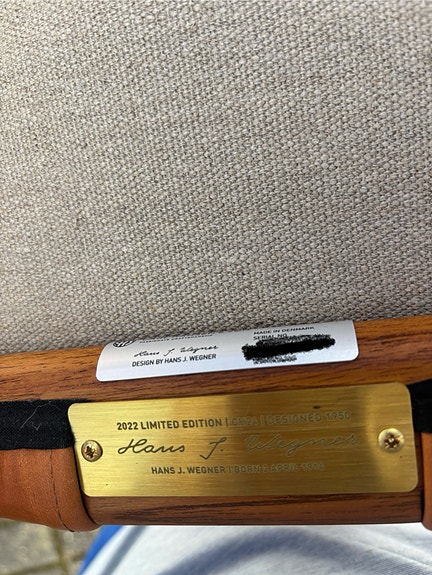 MADE IN DENMARK
SERIAL NO.
Hans J. Wegner
DESIGN BY HANS J. WEGNER
2022 LIMITED EDITION | | DESIGNED 1950
Hans J. Wegner
HANS J. WEGNER | BORN 2 APRIL 1914